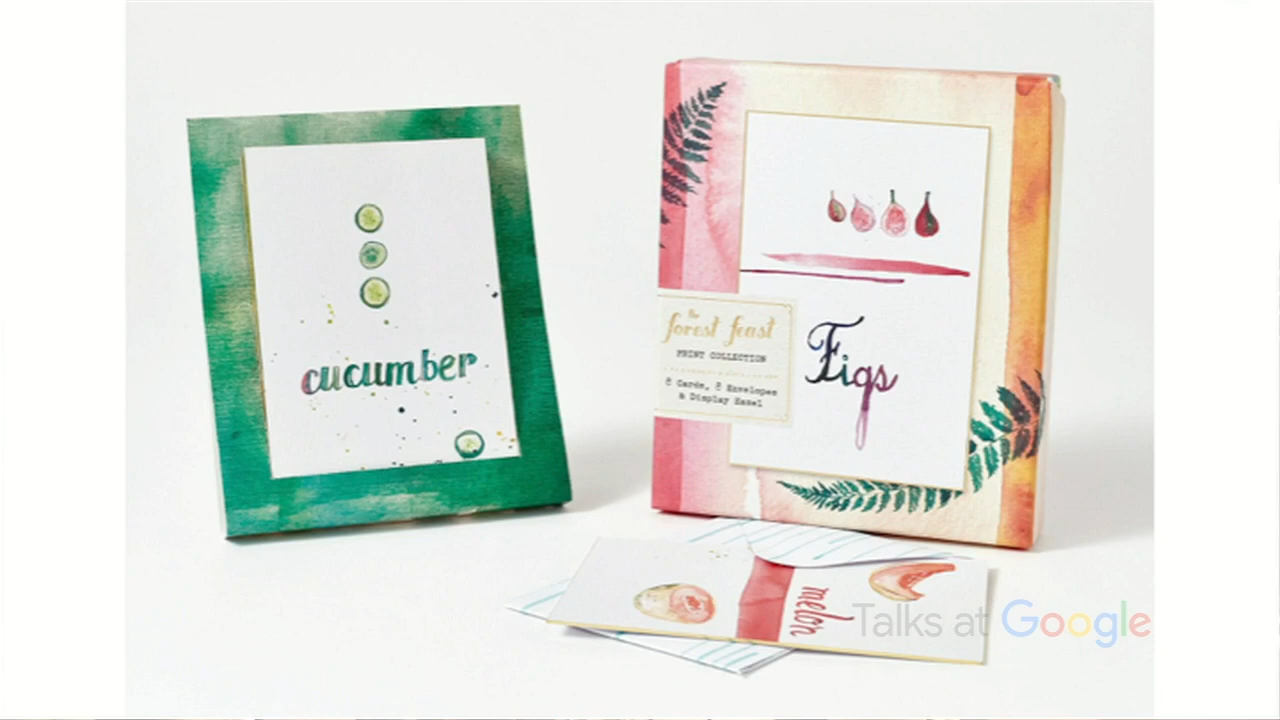 cucumber
the
forest feast
PRINT COLLECTION
8 Cards, 8 Envelopes
& Display Easel
Figs
melon
Talks at Google